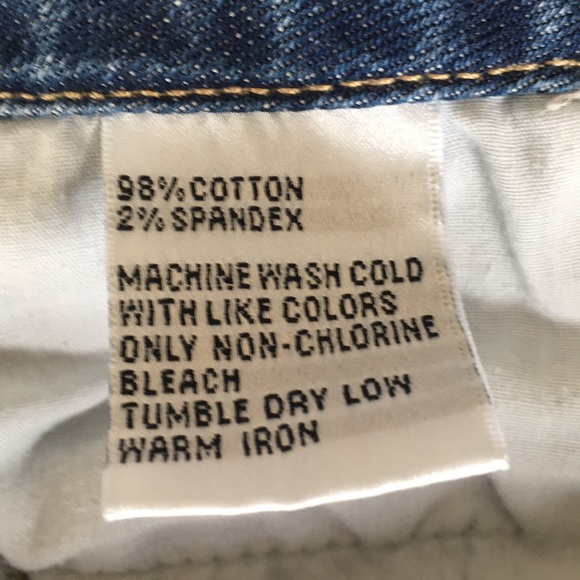 98% COTTON
2% SPANDEX
MACHINE WASH COLD
WITH LIKE COLORS
ONLY NON-CHLORINE
BLEACH
TUMBLE DRY LOW
WARM IRON